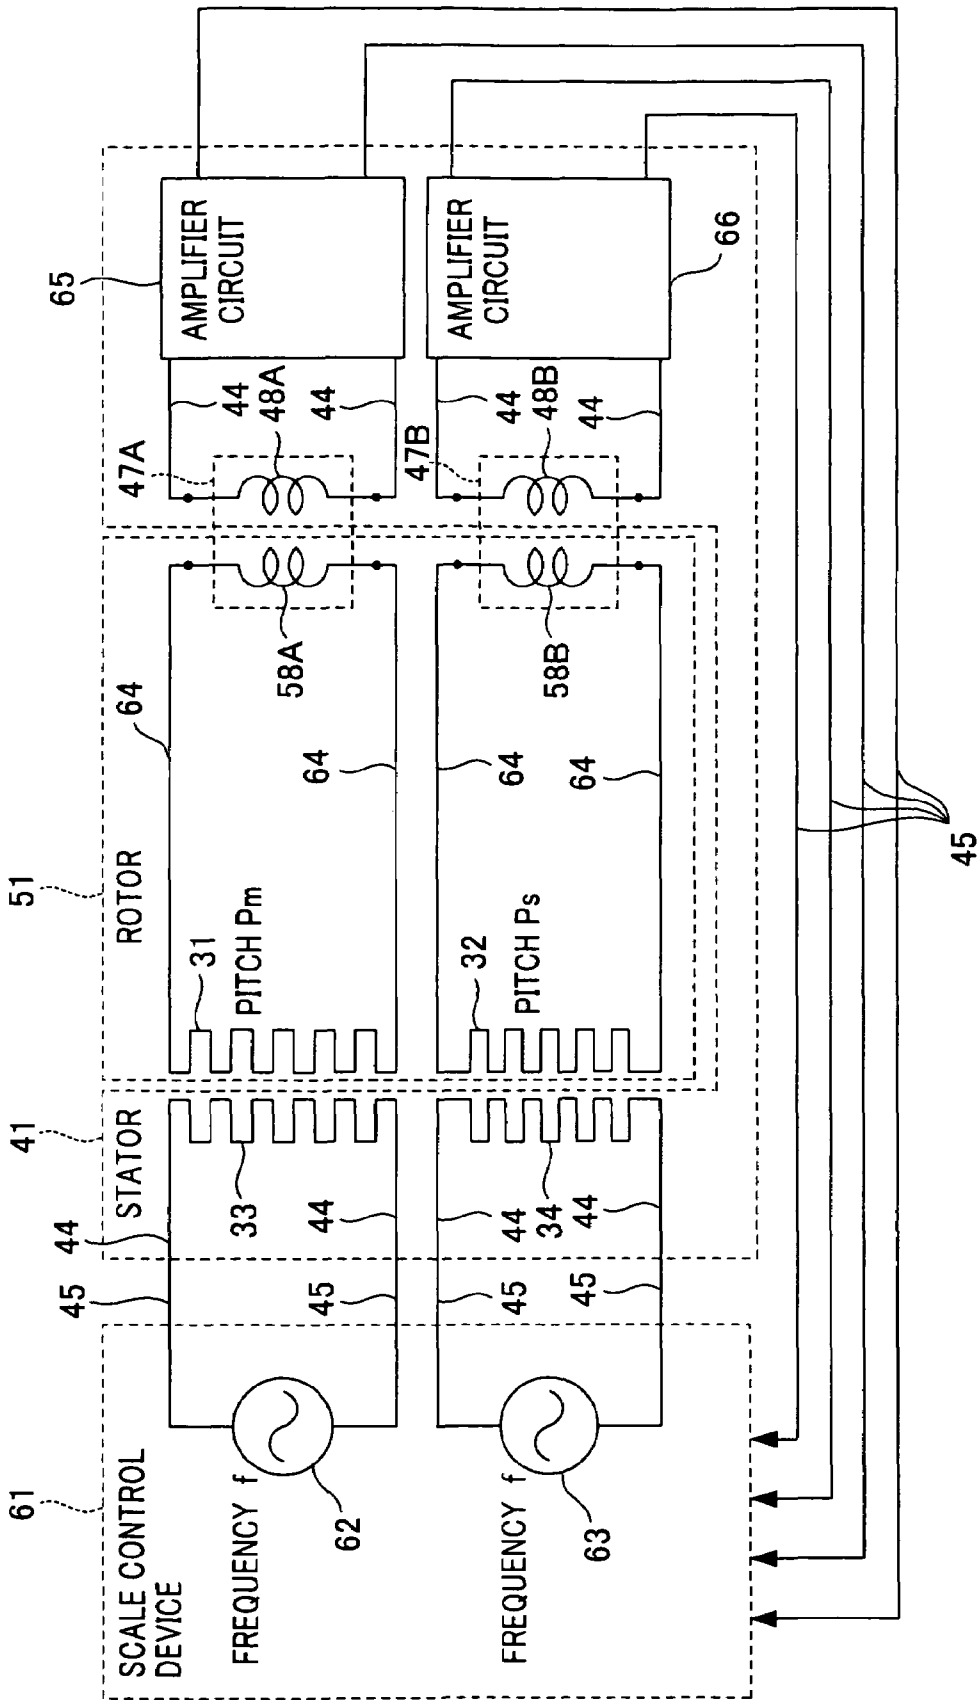 61
SCALE CONTROL
DEVICE
FREQUENCY f
62
FREQUENCY f
63
45
45
45
45
41
STATOR
44
44
44
44
33
34
51
ROTOR
31
PITCH Pm
32
PITCH Ps
64
64
64
64
58A
58B
47A
48A
47B
48B
44
44
44
44
65
AMPLIFIER
CIRCUIT
AMPLIFIER
CIRCUIT
66
45